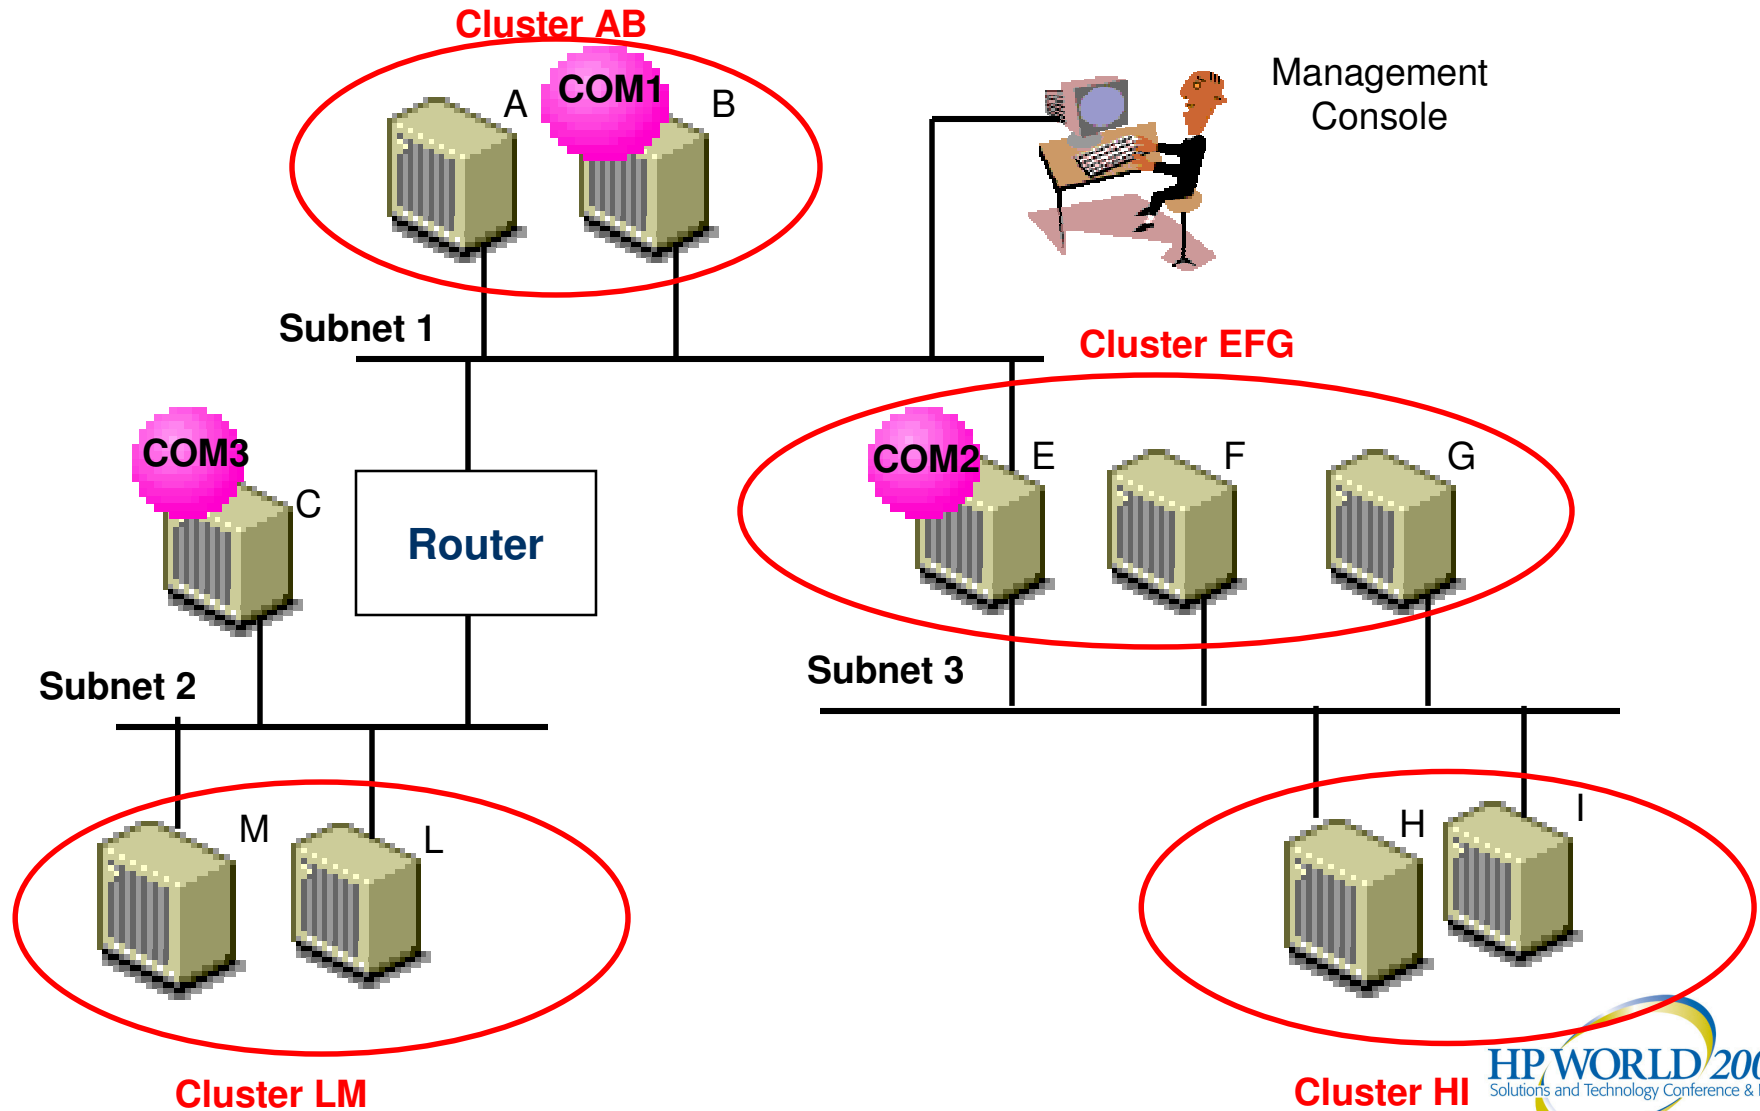 Cluster AB
COM1
A
B
Management
Console
Subnet 1
Cluster EFG
COM3
C
COM2
E
F
G
Router
Subnet 2
Subnet 3
M
L
H
I
Cluster LM
Cluster HI
HP WORLD 200
Solutions and Technology Conference &